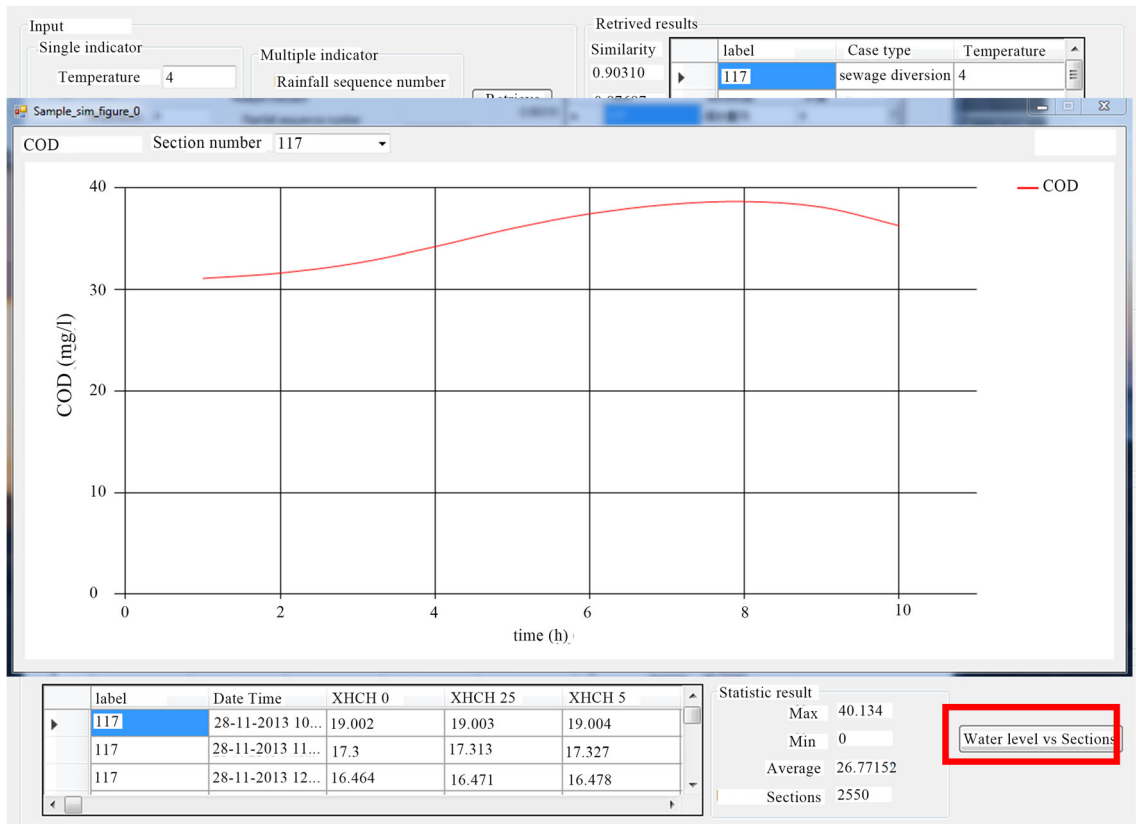 Input
Single indicator
Temperature 4
Multiple indicator
Rainfall sequence number
Retrieve
Retrived results
Similarity
0.90310
label Case type Temperature
117 sewage diversion 4
Sample_sim_figure_0
COD Section number 117
COD
COD (mg/l)
40
30
20
10
0
0 2 4 6 8 10
time (h)
label Date Time XHCH 0 XHCH 25 XHCH 5
117 28-11-2013 10... 19.002 19.003 19.004
117 28-11-2013 11... 17.3 17.313 17.327
117 28-11-2013 12... 16.464 16.471 16.478
Statistic result
Max 40.134
Min 0
Average 26.77152
Sections 2550
Water level vs Sections